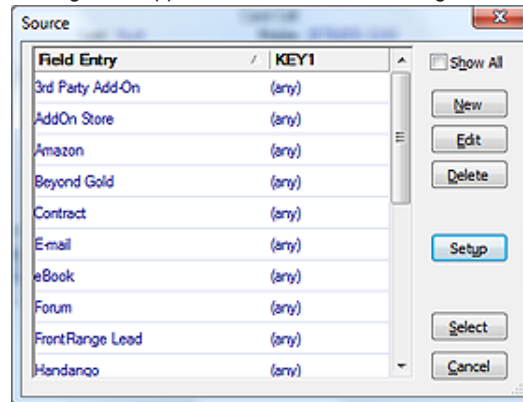 Source
Field Entry / KEY1
3rd Party Add-On (any)
AddOn Store (any)
Amazon (any)
Beyond Gold (any)
Contract (any)
E-mail (any)
eBook (any)
Forum (any)
FrontRange Lead (any)
Handango (any)
Show All
New
Edit
Delete
Setup
Select
Cancel